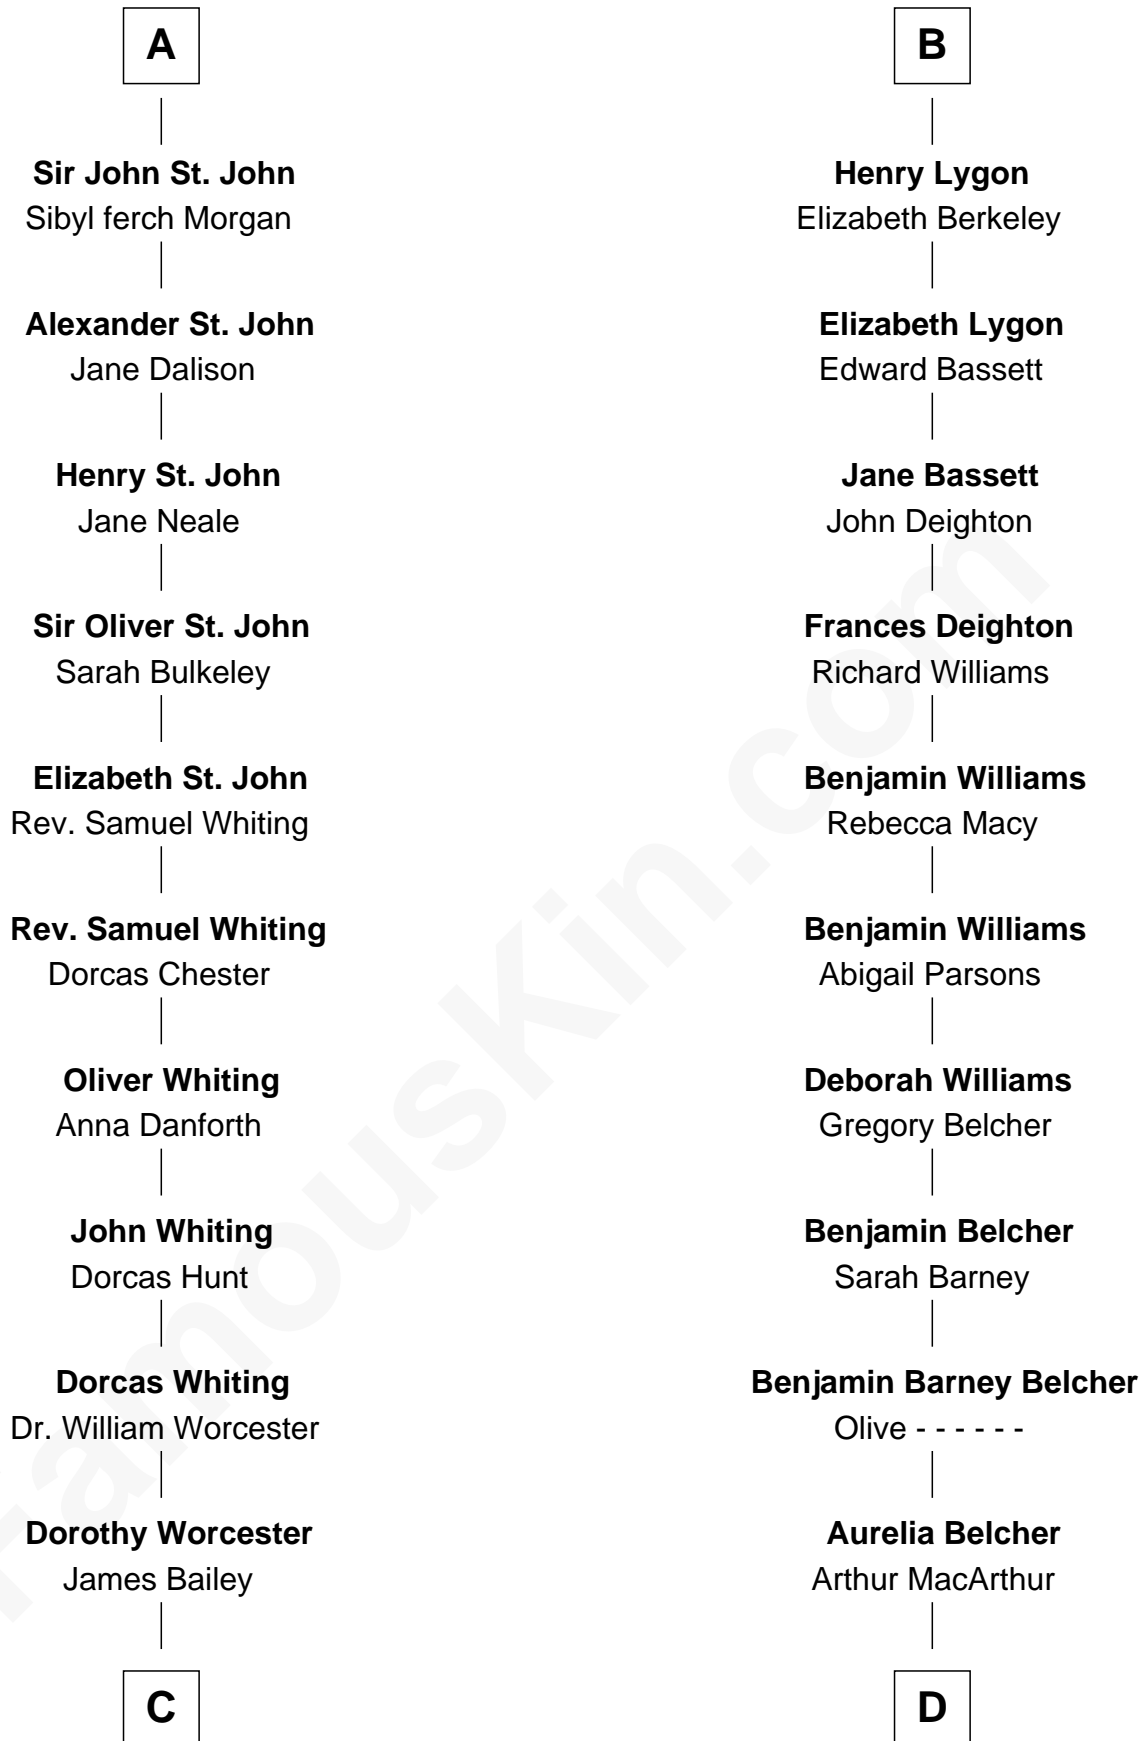 A
Sir John St. John
Sibyl ferch Morgan
Alexander St. John
Jane Dalison
Henry St. John
Jane Neale
Sir Oliver St. John
Sarah Bulkeley
Elizabeth St. John
Rev. Samuel Whiting
Rev. Samuel Whiting
Dorcas Chester
Oliver Whiting
Anna Danforth
John Whiting
Dorcas Hunt
Dorcas Whiting
Dr. William Worcester
Dorothy Worcester
James Bailey
C
B
Henry Lygon
Elizabeth Berkeley
Elizabeth Lygon
Edward Bassett
Jane Bassett
John Deighton
Frances Deighton
Richard Williams
Benjamin Williams
Rebecca Macy
Benjamin Williams
Abigail Parsons
Deborah Williams
Gregory Belcher
Benjamin Belcher
Sarah Barney
Benjamin Barney Belcher
Olive - - - - - -
Aurelia Belcher
Arthur MacArthur
D
FamousKin.com